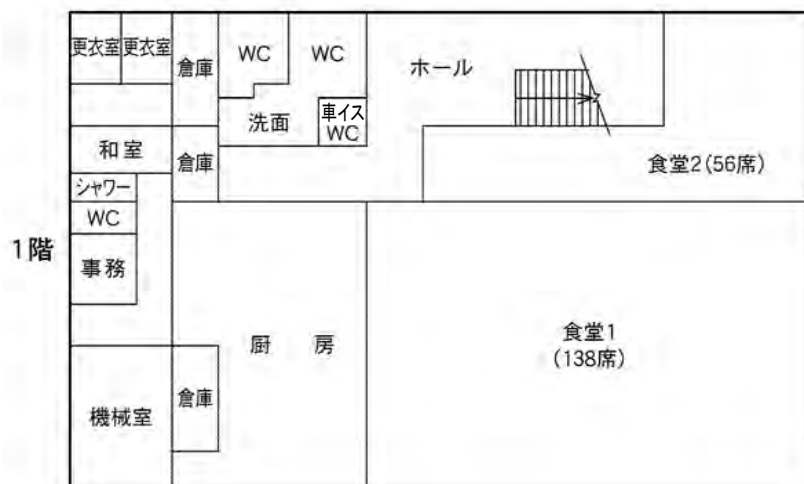 更衣室
更衣室
倉庫
WC
WC
ホール
洗面
車イス
WC
和室
倉庫
食堂2(56席)
シャワー
WC
1階
事務
厨 房
食堂1
(138席)
倉庫
機械室